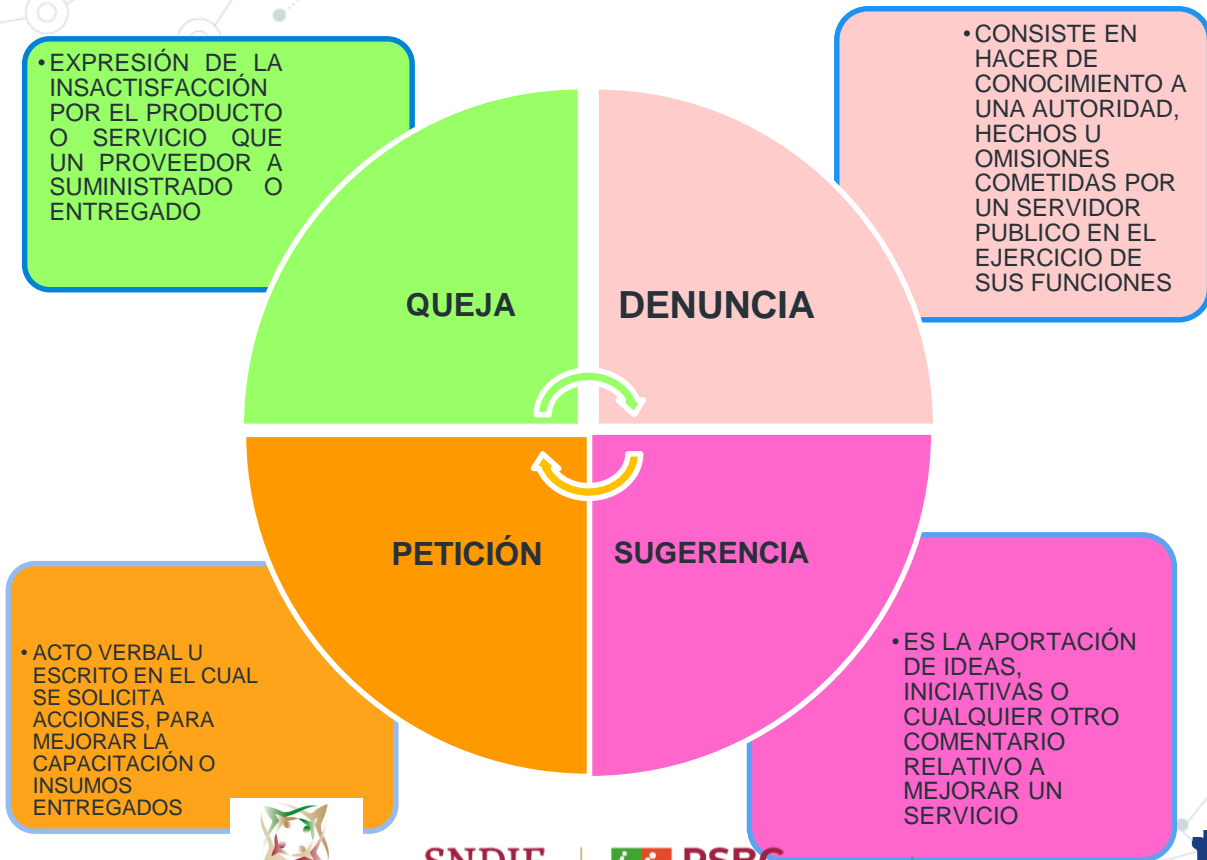 •EXPRESIÓN DE LA
INSACTISFACCIÓN
POR EL PRODUCTO
O SERVICIO QUE
UN PROVEEDOR A
SUMINISTRADO O
ENTREGADO
•CONSISTE EN
HACER DE
CONOCIMIENTO A
UNA AUTORIDAD,
HECHOS U
OMISIONES
COMETIDAS POR
UN SERVIDOR
PUBLICO EN EL
EJERCICIO DE
SUS FUNCIONES
QUEJA
DENUNCIA
PETICIÓN
SUGERENCIA
• ACTO VERBAL U
ESCRITO EN EL CUAL
SE SOLICITA
ACCIONES, PARA
MEJORAR LA
CAPACITACIÓN O
INSUMOS
ENTREGADOS
•ES LA APORTACIÓN
DE IDEAS,
INICIATIVAS O
CUALQUIER OTRO
COMENTARIO
RELATIVO A
MEJORAR UN
SERVICIO
SNDIF